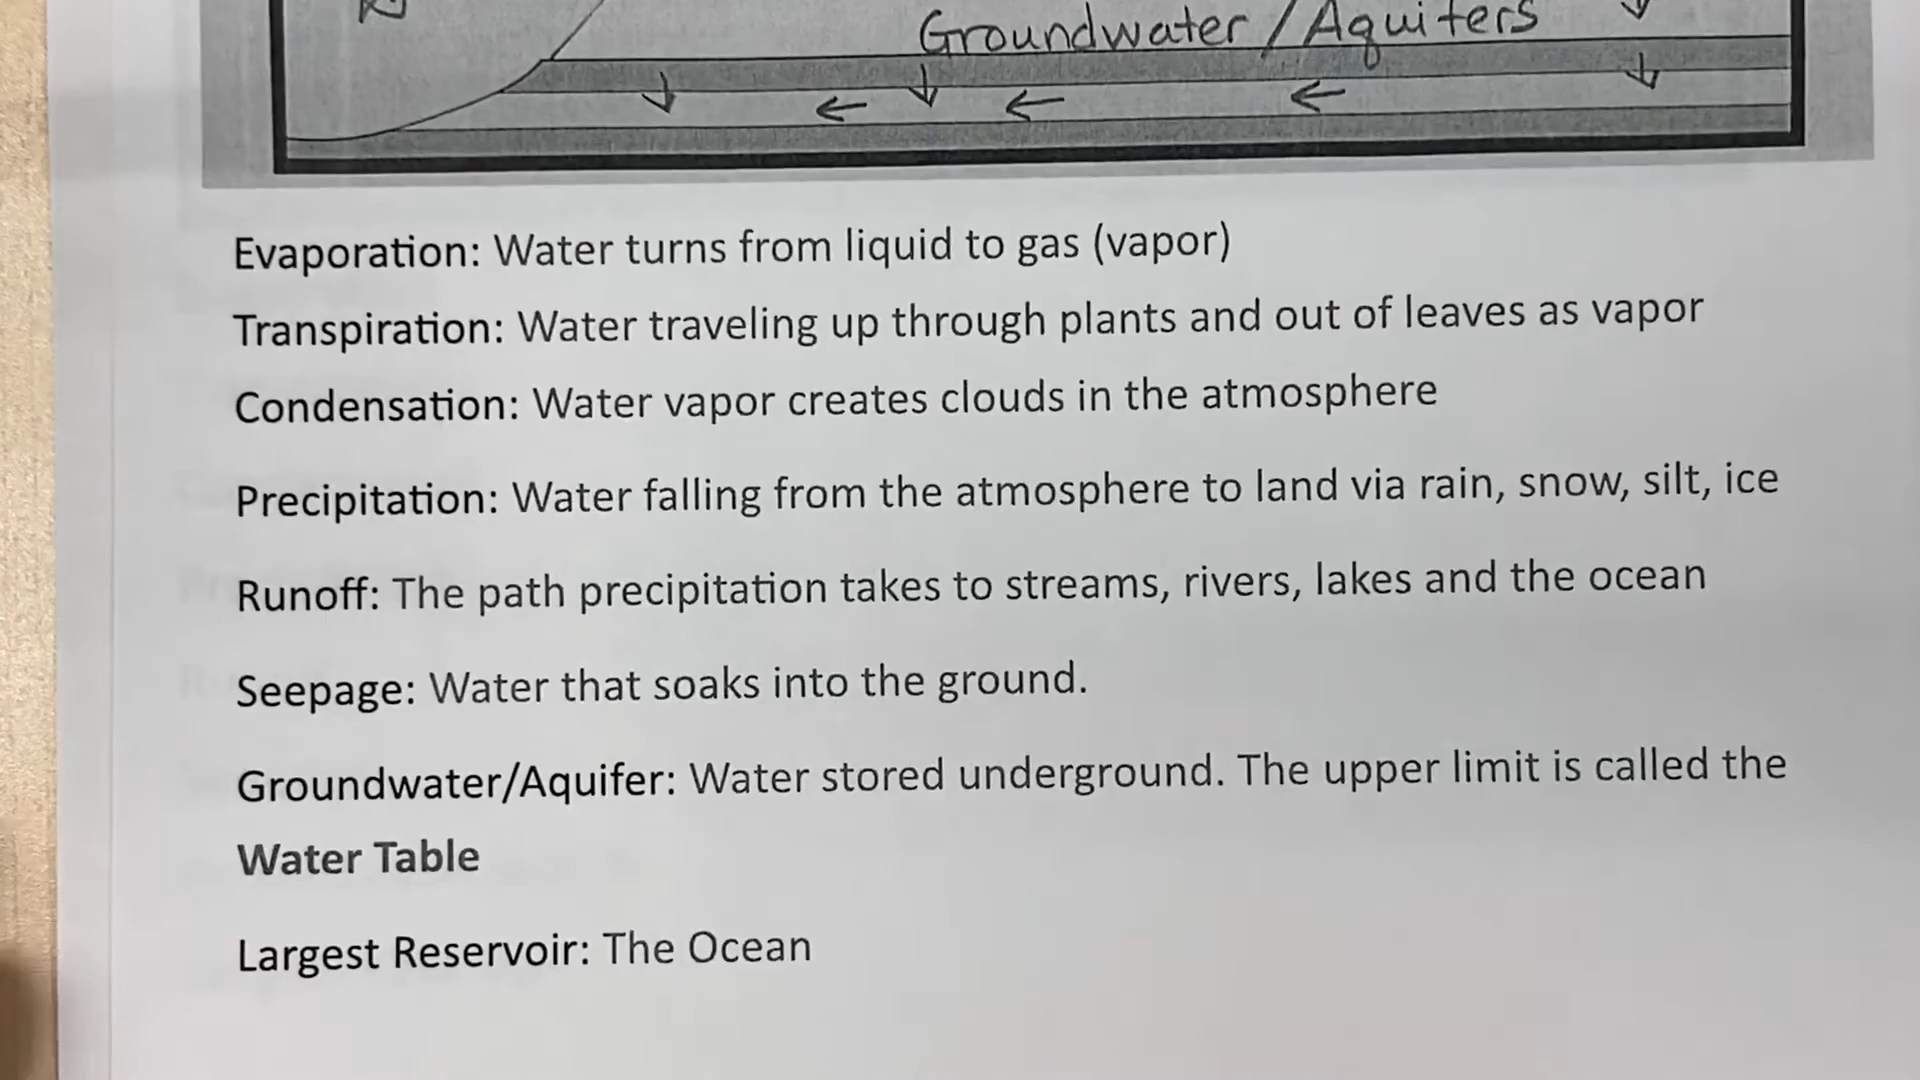 Groundwater/Aquifers
Evaporation: Water turns from liquid to gas (vapor)
Transpiration: Water traveling up through plants and out of leaves as vapor
Condensation: Water vapor creates clouds in the atmosphere
Precipitation: Water falling from the atmosphere to land via rain, snow, silt, ice
Runoff: The path precipitation takes to streams, rivers, lakes and the ocean
Seepage: Water that soaks into the ground.
Groundwater/Aquifer: Water stored underground. The upper limit is called the
Water Table
Largest Reservoir: The Ocean